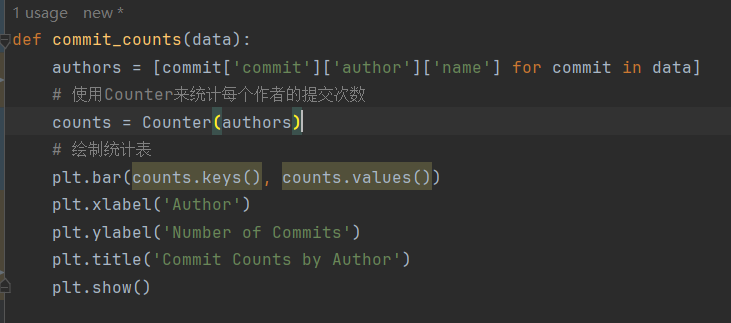 1 usage new *
def commit_counts(data):
    authors = [commit['commit']['author']['name'] for commit in data]
    # 使用Counter来统计每个作者的提交次数
    counts = Counter(authors)
    # 绘制统计表
    plt.bar(counts.keys(), counts.values())
    plt.xlabel('Author')
    plt.ylabel('Number of Commits')
    plt.title('Commit Counts by Author')
    plt.show()